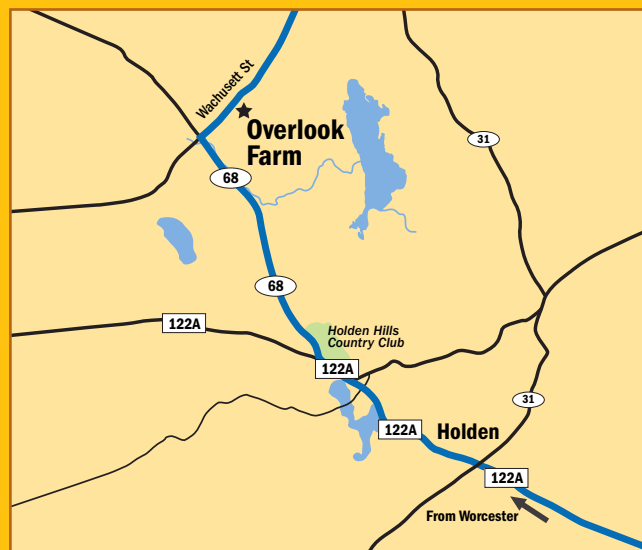 Wachusett St
Overlook
Farm
31
68
68
122A
Holden Hills
Country Club
122A
31
122A
Holden
122A
From Worcester